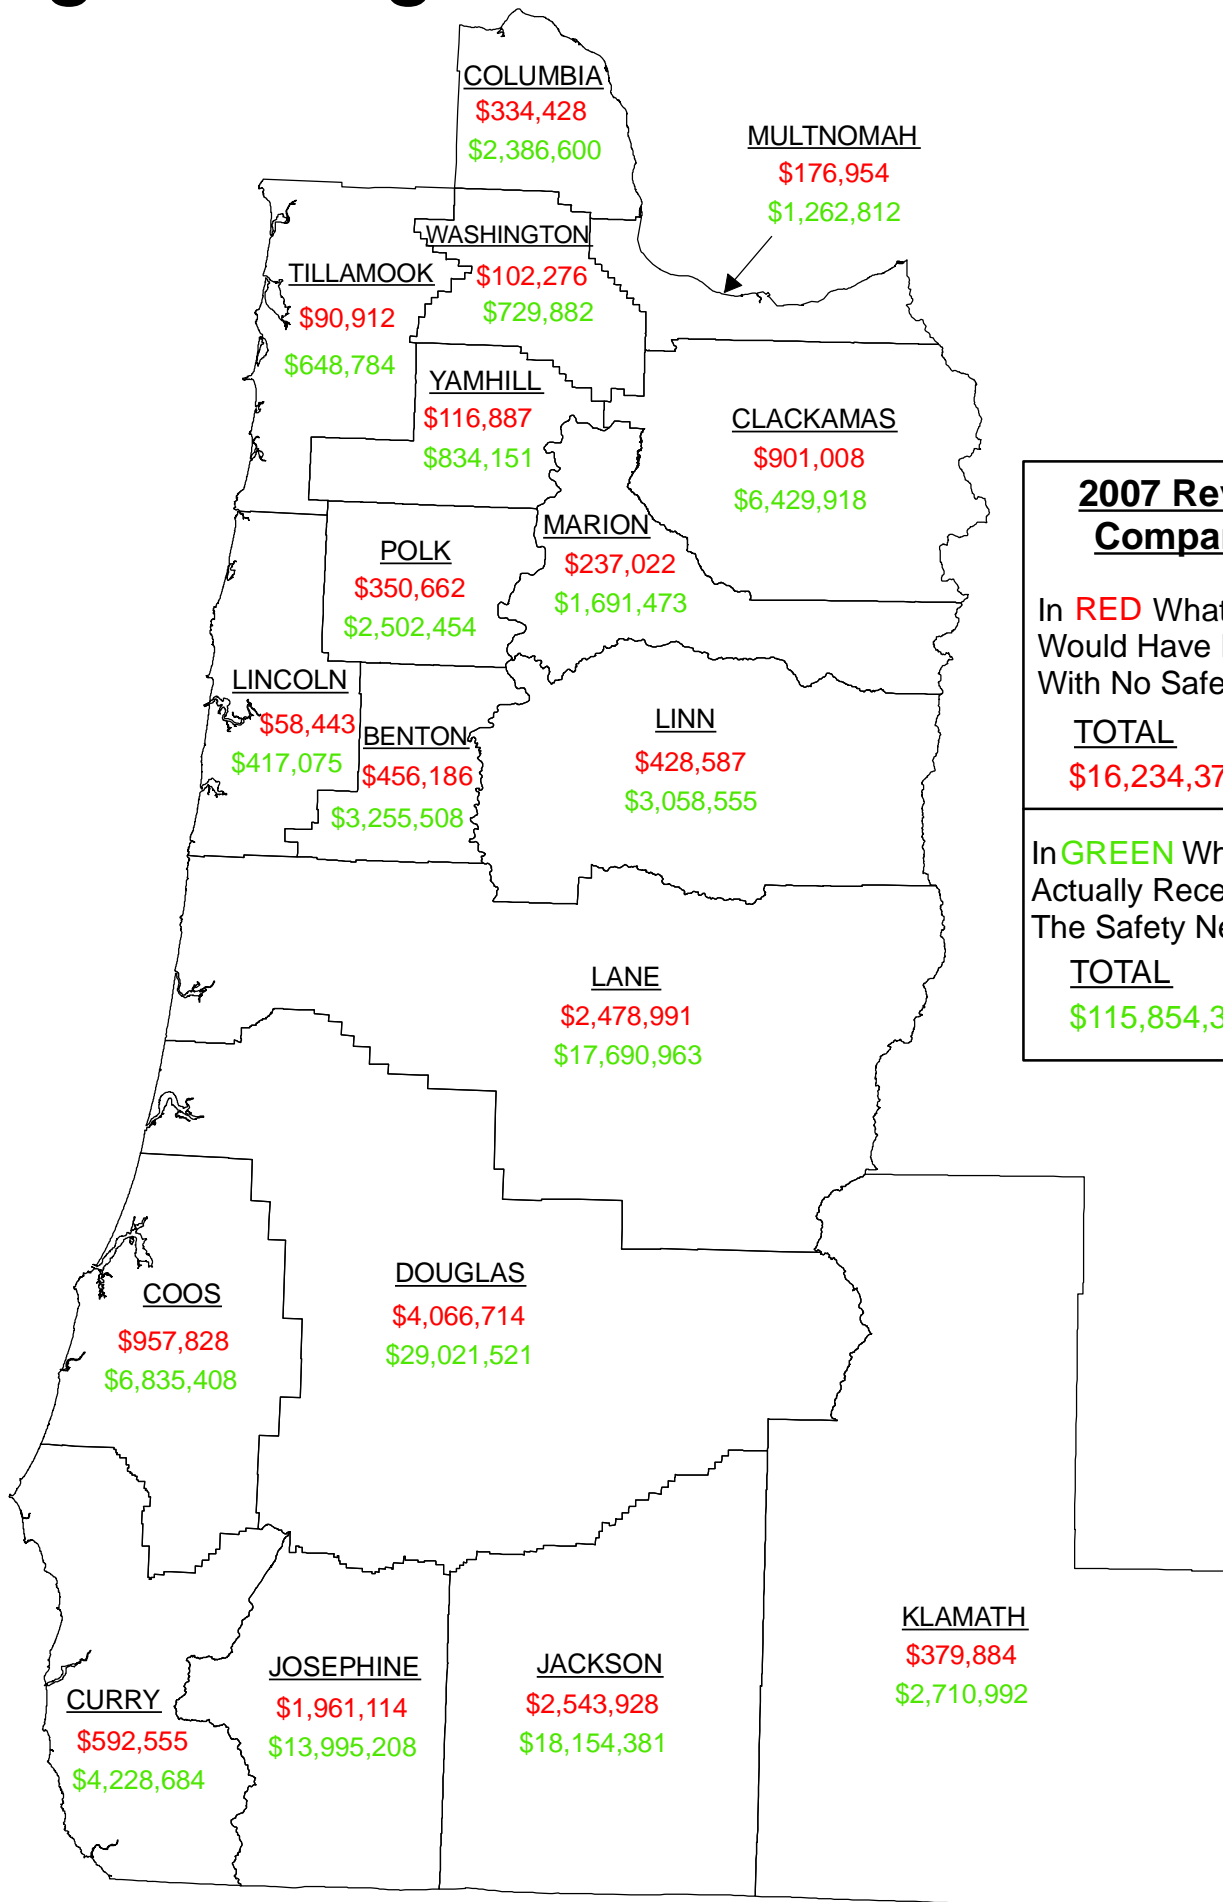 COLUMBIA
$334,428
$2,386,600
MULTNOMAH
$176,954
$1,262,812
WASHINGTON
$102,276
$729,882
TILLAMOOK
$90,912
$648,784
YAMHILL
$116,887
$834,151
CLACKAMAS
$901,008
$6,429,918
MARION
$237,022
$1,691,473
POLK
$350,662
$2,502,454
LINCOLN
$58,443
$417,075
BENTON
$456,186
$3,255,508
LINN
$428,587
$3,058,555
2007
In RED
Would Have
With No
TOTAL
In GREEN
Actually
The Safety
TOTAL
LANE
$2,478,991
$17,690,963
DOUGLAS
$4,066,714
$29,021,521
COOS
$957,828
$6,835,408
KLAMATH
$379,884
$2,710,992
JACKSON
$2,543,928
$18,154,381
JOSEPHINE
$1,961,114
$13,995,208
CURRY
$592,555
$4,228,684